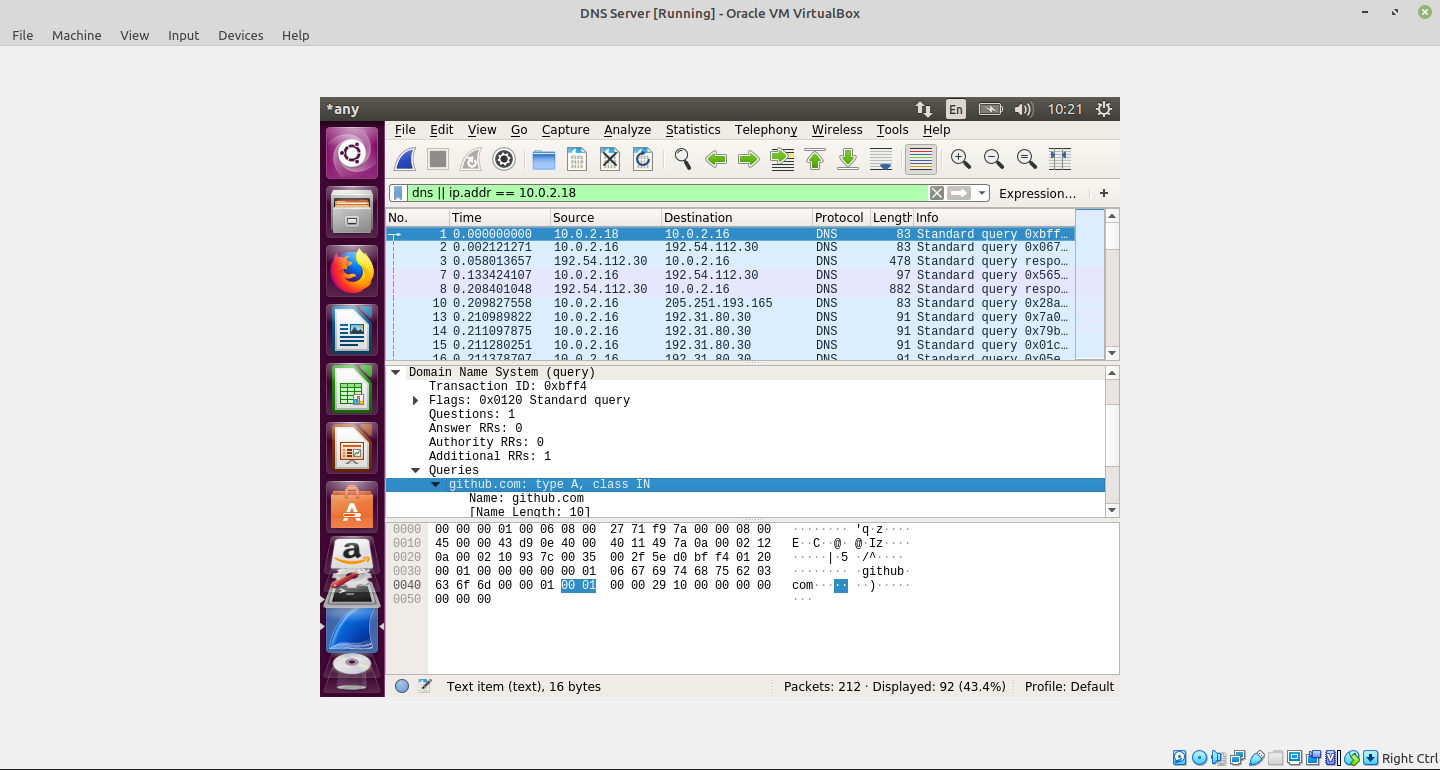 DNS Server [Running] - Oracle VM VirtualBox
File Machine View Input Devices Help
*any En 10:21
File Edit View Go Capture Analyze Statistics Telephony Wireless Tools Help
dns || ip.addr == 10.0.2.18 Expression… +
No. Time Source Destination Protocol Length Info
1 0.000000000 10.0.2.18 10.0.2.16 DNS 83 Standard query 0xbff…
2 0.002121271 10.0.2.16 192.54.112.30 DNS 83 Standard query 0x067…
3 0.058013657 192.54.112.30 10.0.2.16 DNS 478 Standard query respo…
7 0.133424107 10.0.2.16 192.54.112.30 DNS 97 Standard query 0x565…
8 0.208401048 192.54.112.30 10.0.2.16 DNS 882 Standard query respo…
10 0.209827558 10.0.2.16 205.251.193.165 DNS 83 Standard query 0x28a…
13 0.210989822 10.0.2.16 192.31.80.30 DNS 91 Standard query 0x7a0…
14 0.211097875 10.0.2.16 192.31.80.30 DNS 91 Standard query 0x79b…
15 0.211280251 10.0.2.16 192.31.80.30 DNS 91 Standard query 0x01c…
16 0.211378707 10.0.2.16 192.31.80.30 DNS 91 Standard query 0x05e…
Domain Name System (query)
Transaction ID: 0xbff4
Flags: 0x0120 Standard query
Questions: 1
Answer RRs: 0
Authority RRs: 0
Additional RRs: 1
Queries
github.com: type A, class IN
Name: github.com
[Name Length: 10]
0000 00 00 00 01 00 06 08 00 27 71 f9 7a 00 00 08 00 ········ 'q·z····
0010 45 00 00 43 d9 0e 40 00 40 11 49 7a 0a 00 02 12 E··C··@· @·Iz····
0020 0a 00 02 10 93 7c 00 35 00 2f 5e d0 bf f4 01 20 ·····|·5 ·/^····
0030 00 01 00 00 00 00 00 01 06 67 69 74 68 75 62 03 ········ ·github·
0040 63 6f 6d 00 00 01 00 01 00 00 29 10 00 00 00 00 com····· ··)·····
0050 00 00 00 ···
Text item (text), 16 bytes Packets: 212 · Displayed: 92 (43.4%) Profile: Default
Right Ctrl